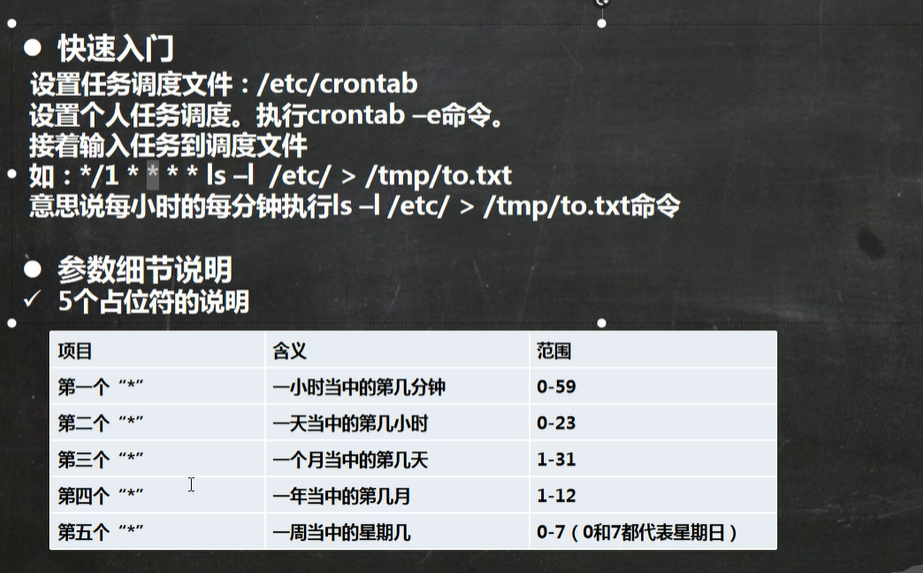 ● 快速入门
设置任务调度文件：/etc/crontab
设置个人任务调度。执行crontab –e命令。
接着输入任务到调度文件
如：*/1 * * * * ls –l /etc/ > /tmp/to.txt
意思说每小时的每分钟执行ls –l /etc/ > /tmp/to.txt命令
● 参数细节说明
✓ 5个占位符的说明
项目 含义 范围
第一个“*” 一小时当中的第几分钟 0-59
第二个“*” 一天当中的第几小时 0-23
第三个“*” 一个月当中的第几天 1-31
第四个“*” 一年当中的第几月 1-12
第五个“*” 一周当中的星期几 0-7（0和7都代表星期日）